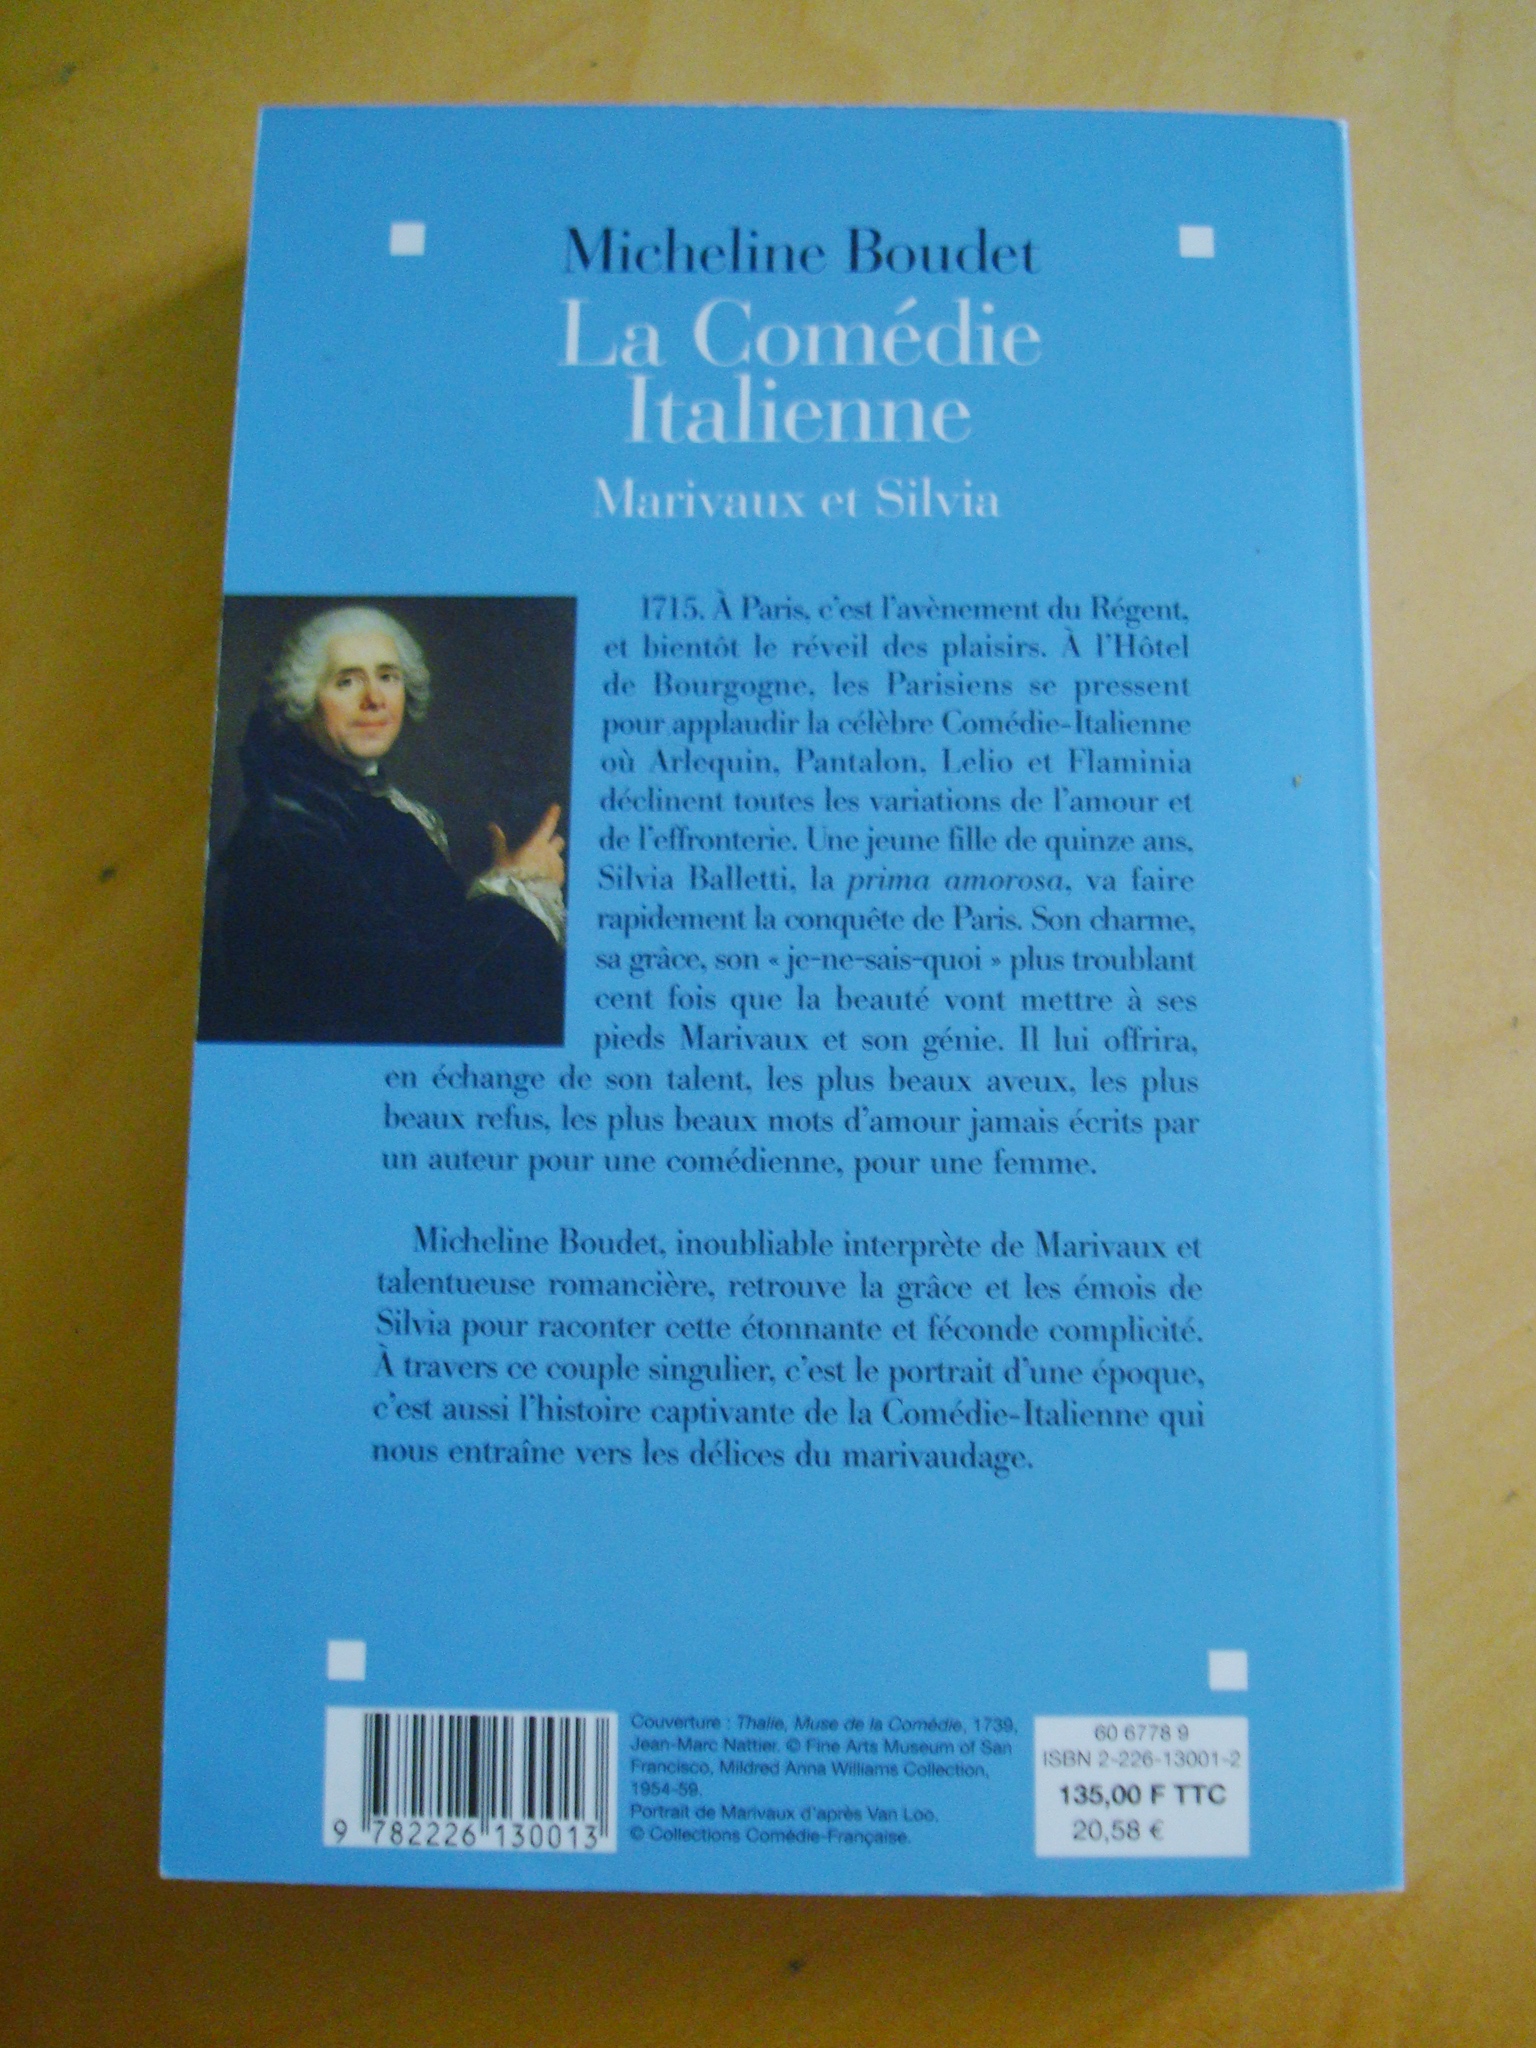 Micheline Boudet
La Comédie
Italienne
Marivaux et Silvia
1715. À Paris, c'est l'avènement du Régent,
et bientôt le réveil des plaisirs. À l'Hôtel
de Bourgogne, les Parisiens se pressent
pour applaudir la célèbre Comédie-Italienne
où Arlequin, Pantalon, Lelio et Flaminia
déclinent toutes les variations de l'amour et
de l'effronterie. Une jeune fille de quinze ans,
Silvia Balletti, la prima amorosa, va faire
rapidement la conquête de Paris. Son charme,
sa grâce, son « je-ne-sais-quoi » plus troublant
cent fois que la beauté vont mettre à ses
pieds Marivaux et son génie. Il lui offrira,
en échange de son talent, les plus beaux aveux, les plus
beaux refus, les plus beaux mots d'amour jamais écrits par
un auteur pour une comédienne, pour une femme.
Micheline Boudet, inoubliable interprète de Marivaux et
talentueuse romancière, retrouve la grâce et les émois de
Silvia pour raconter cette étonnante et féconde complicité.
À travers ce couple singulier, c'est le portrait d'une époque,
c'est aussi l'histoire captivante de la Comédie-Italienne qui
nous entraîne vers les délices du marivaudage.
9 782226 130013
Couverture : Thalie, Muse de la Comédie, 1739,
Jean-Marc Nattier. © Fine Arts Museum of San
Francisco, Mildred Anna Williams Collection,
1954-59.
Portrait de Marivaux d'après Van Loo.
© Collections Comédie-Française.
60 6778 9
ISBN 2-226-13001-2
135,00 F TTC
20,58 €